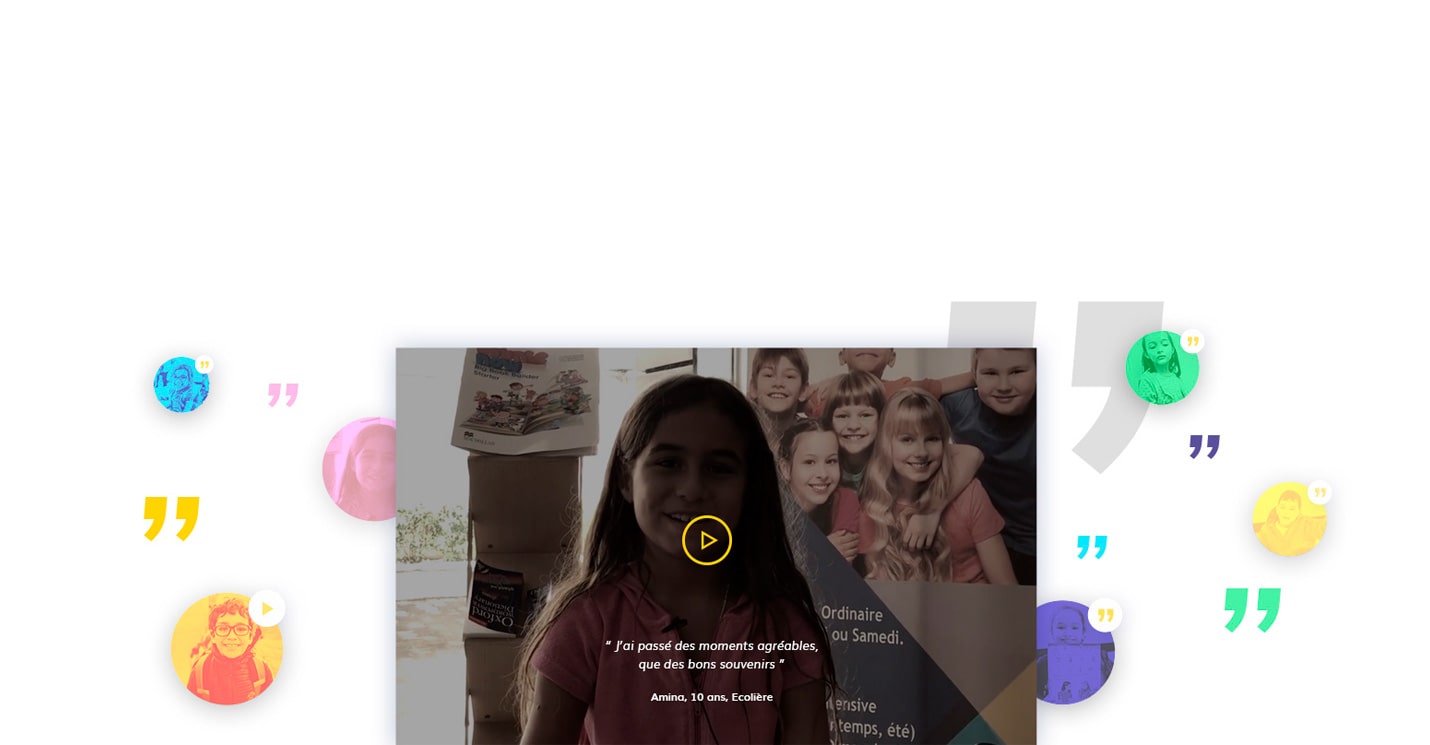 “ J’ai passé des moments agréables,
que des bons souvenirs ”
Amina, 10 ans, Ecolière
Ordinaire
ou Samedi.
temps, été)
Oxford
Dictionary